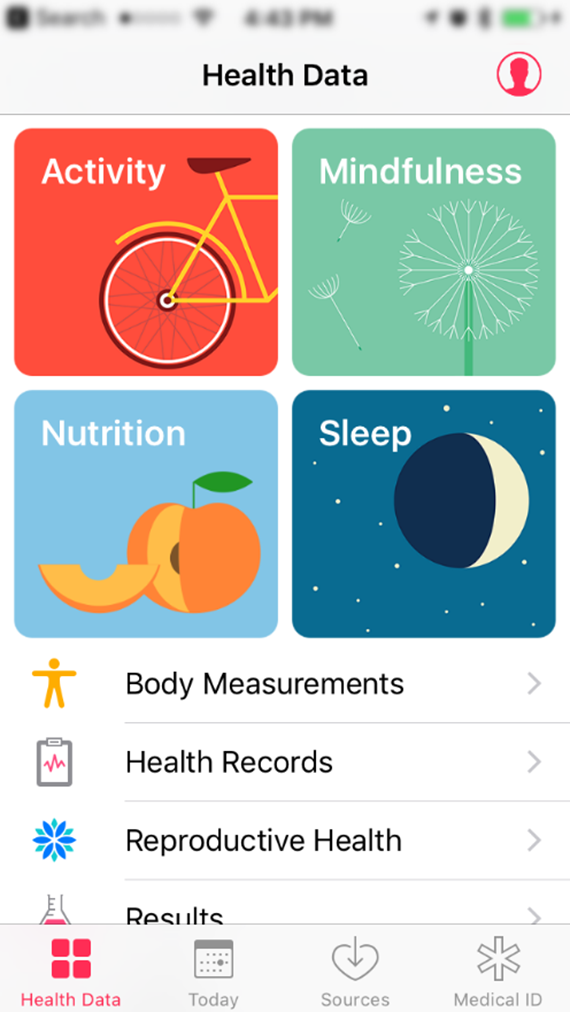 Search 4:43 PM
Health Data
Activity Mindfulness
Nutrition Sleep
Body Measurements
Health Records
Reproductive Health
Results
Health Data Today Sources Medical ID